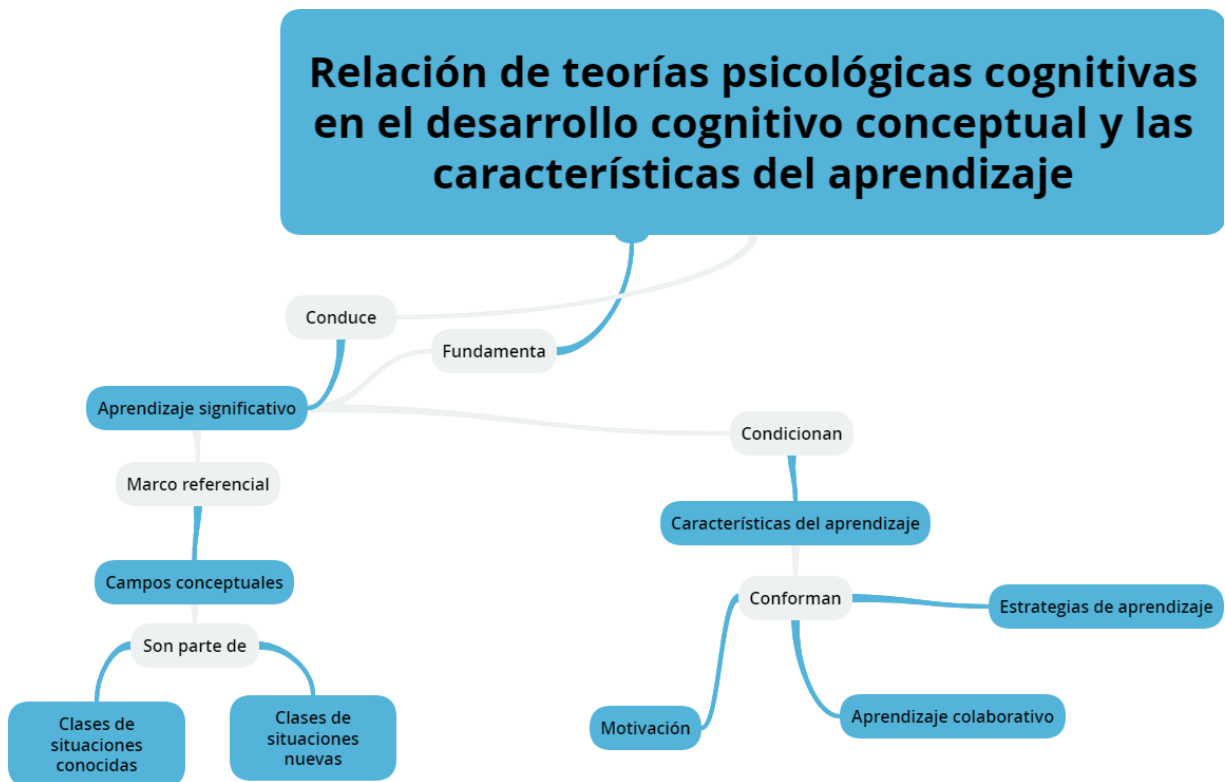 Relación de teorías psicológicas cognitivas
en el desarrollo cognitivo conceptual y las
características del aprendizaje
Conduce
Fundamenta
Aprendizaje significativo
Condicionan
Marco referencial
Características del aprendizaje
Campos conceptuales
Conforman
Estrategias de aprendizaje
Son parte de
Clases de
situaciones
conocidas
Clases de
situaciones
nuevas
Motivación
Aprendizaje colaborativo